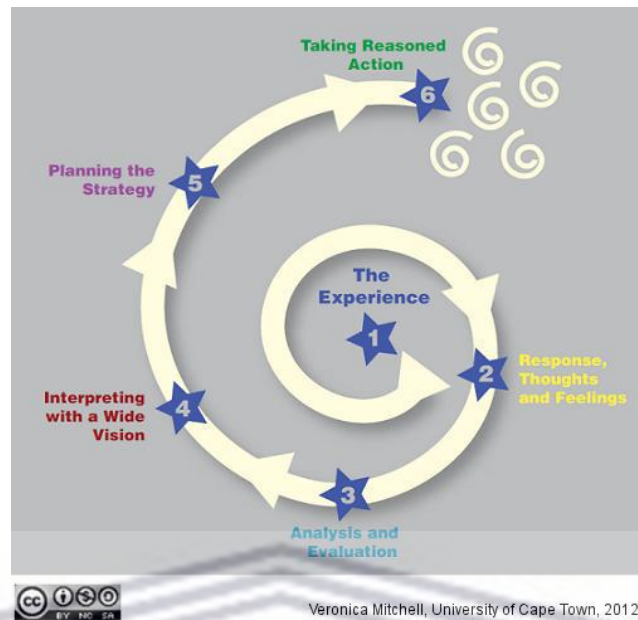 Taking Reasoned
Action
6
Planning the
Strategy
5
The
Experience
1
Response,
Thoughts
and Feelings
2
Interpreting
with a Wide
Vision
4
3
Analysis and
Evaluation
cc
BY NC SA
Veronica Mitchell, University of Cape Town, 2012